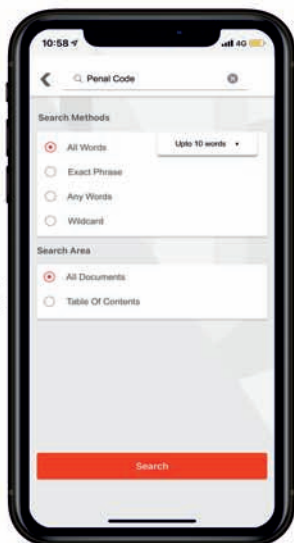 10:58 4G
Penal Code
Search Methods
All Words Upto 10 words
Exact Phrase
Any Words
Wildcard
Search Area
All Documents
Table Of Contents
Search